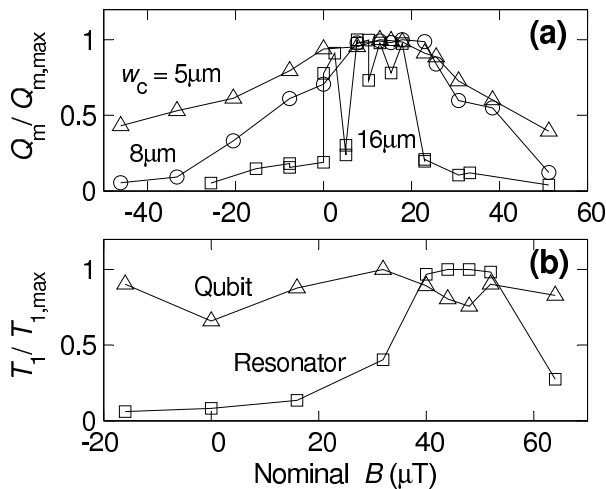 (a)
Q_m / Q_m,max
1
0.5
0
w_c = 5μm
8μm
16μm
-40 -20 0 20 40 60
(b)
T_1 / T_1,max
1
0.5
0
Qubit
Resonator
-20 0 20 40 60
Nominal B (μT)